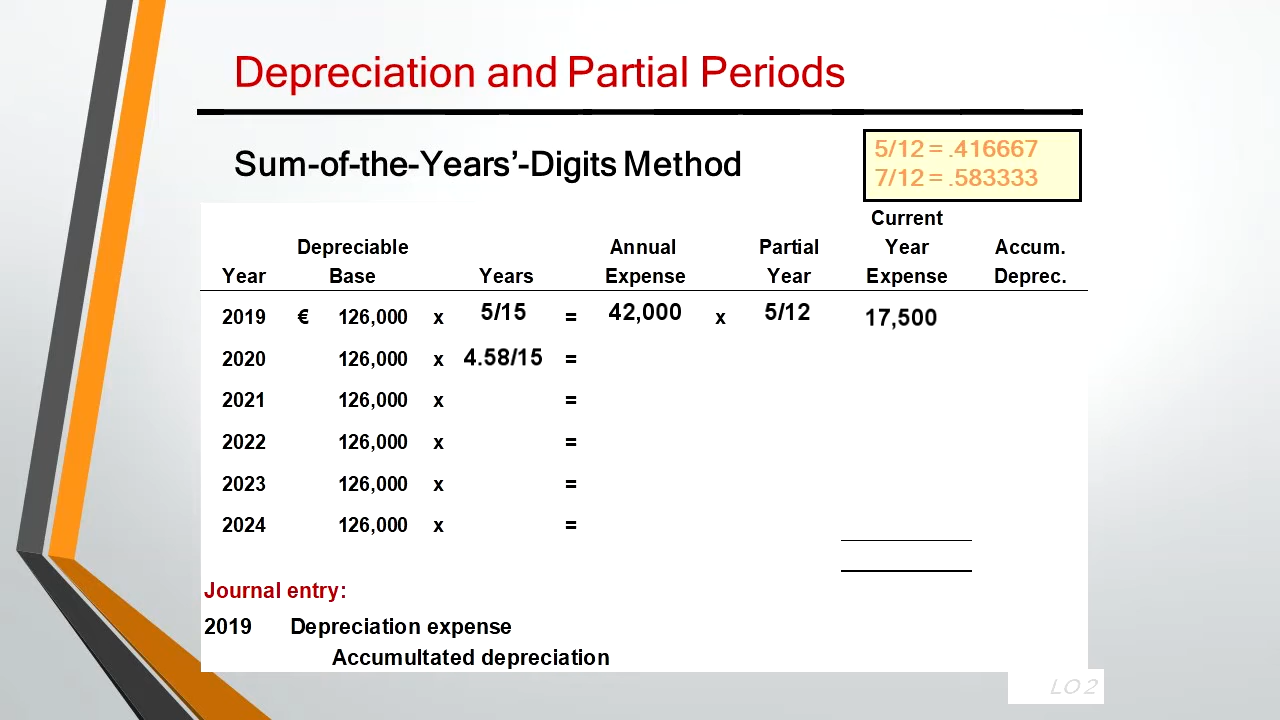 Depreciation and Partial Periods
Sum-of-the-Years’-Digits Method
5/12 = .416667
7/12 = .583333
Year Depreciable Base Years Annual Expense Partial Year Current Year Expense Accum. Deprec.
2019 € 126,000 x 5/15 = 42,000 x 5/12 17,500
2020 126,000 x 4.58/15 =
2021 126,000 x =
2022 126,000 x =
2023 126,000 x =
2024 126,000 x =
Journal entry:
2019 Depreciation expense
Accumultated depreciation
LO 2